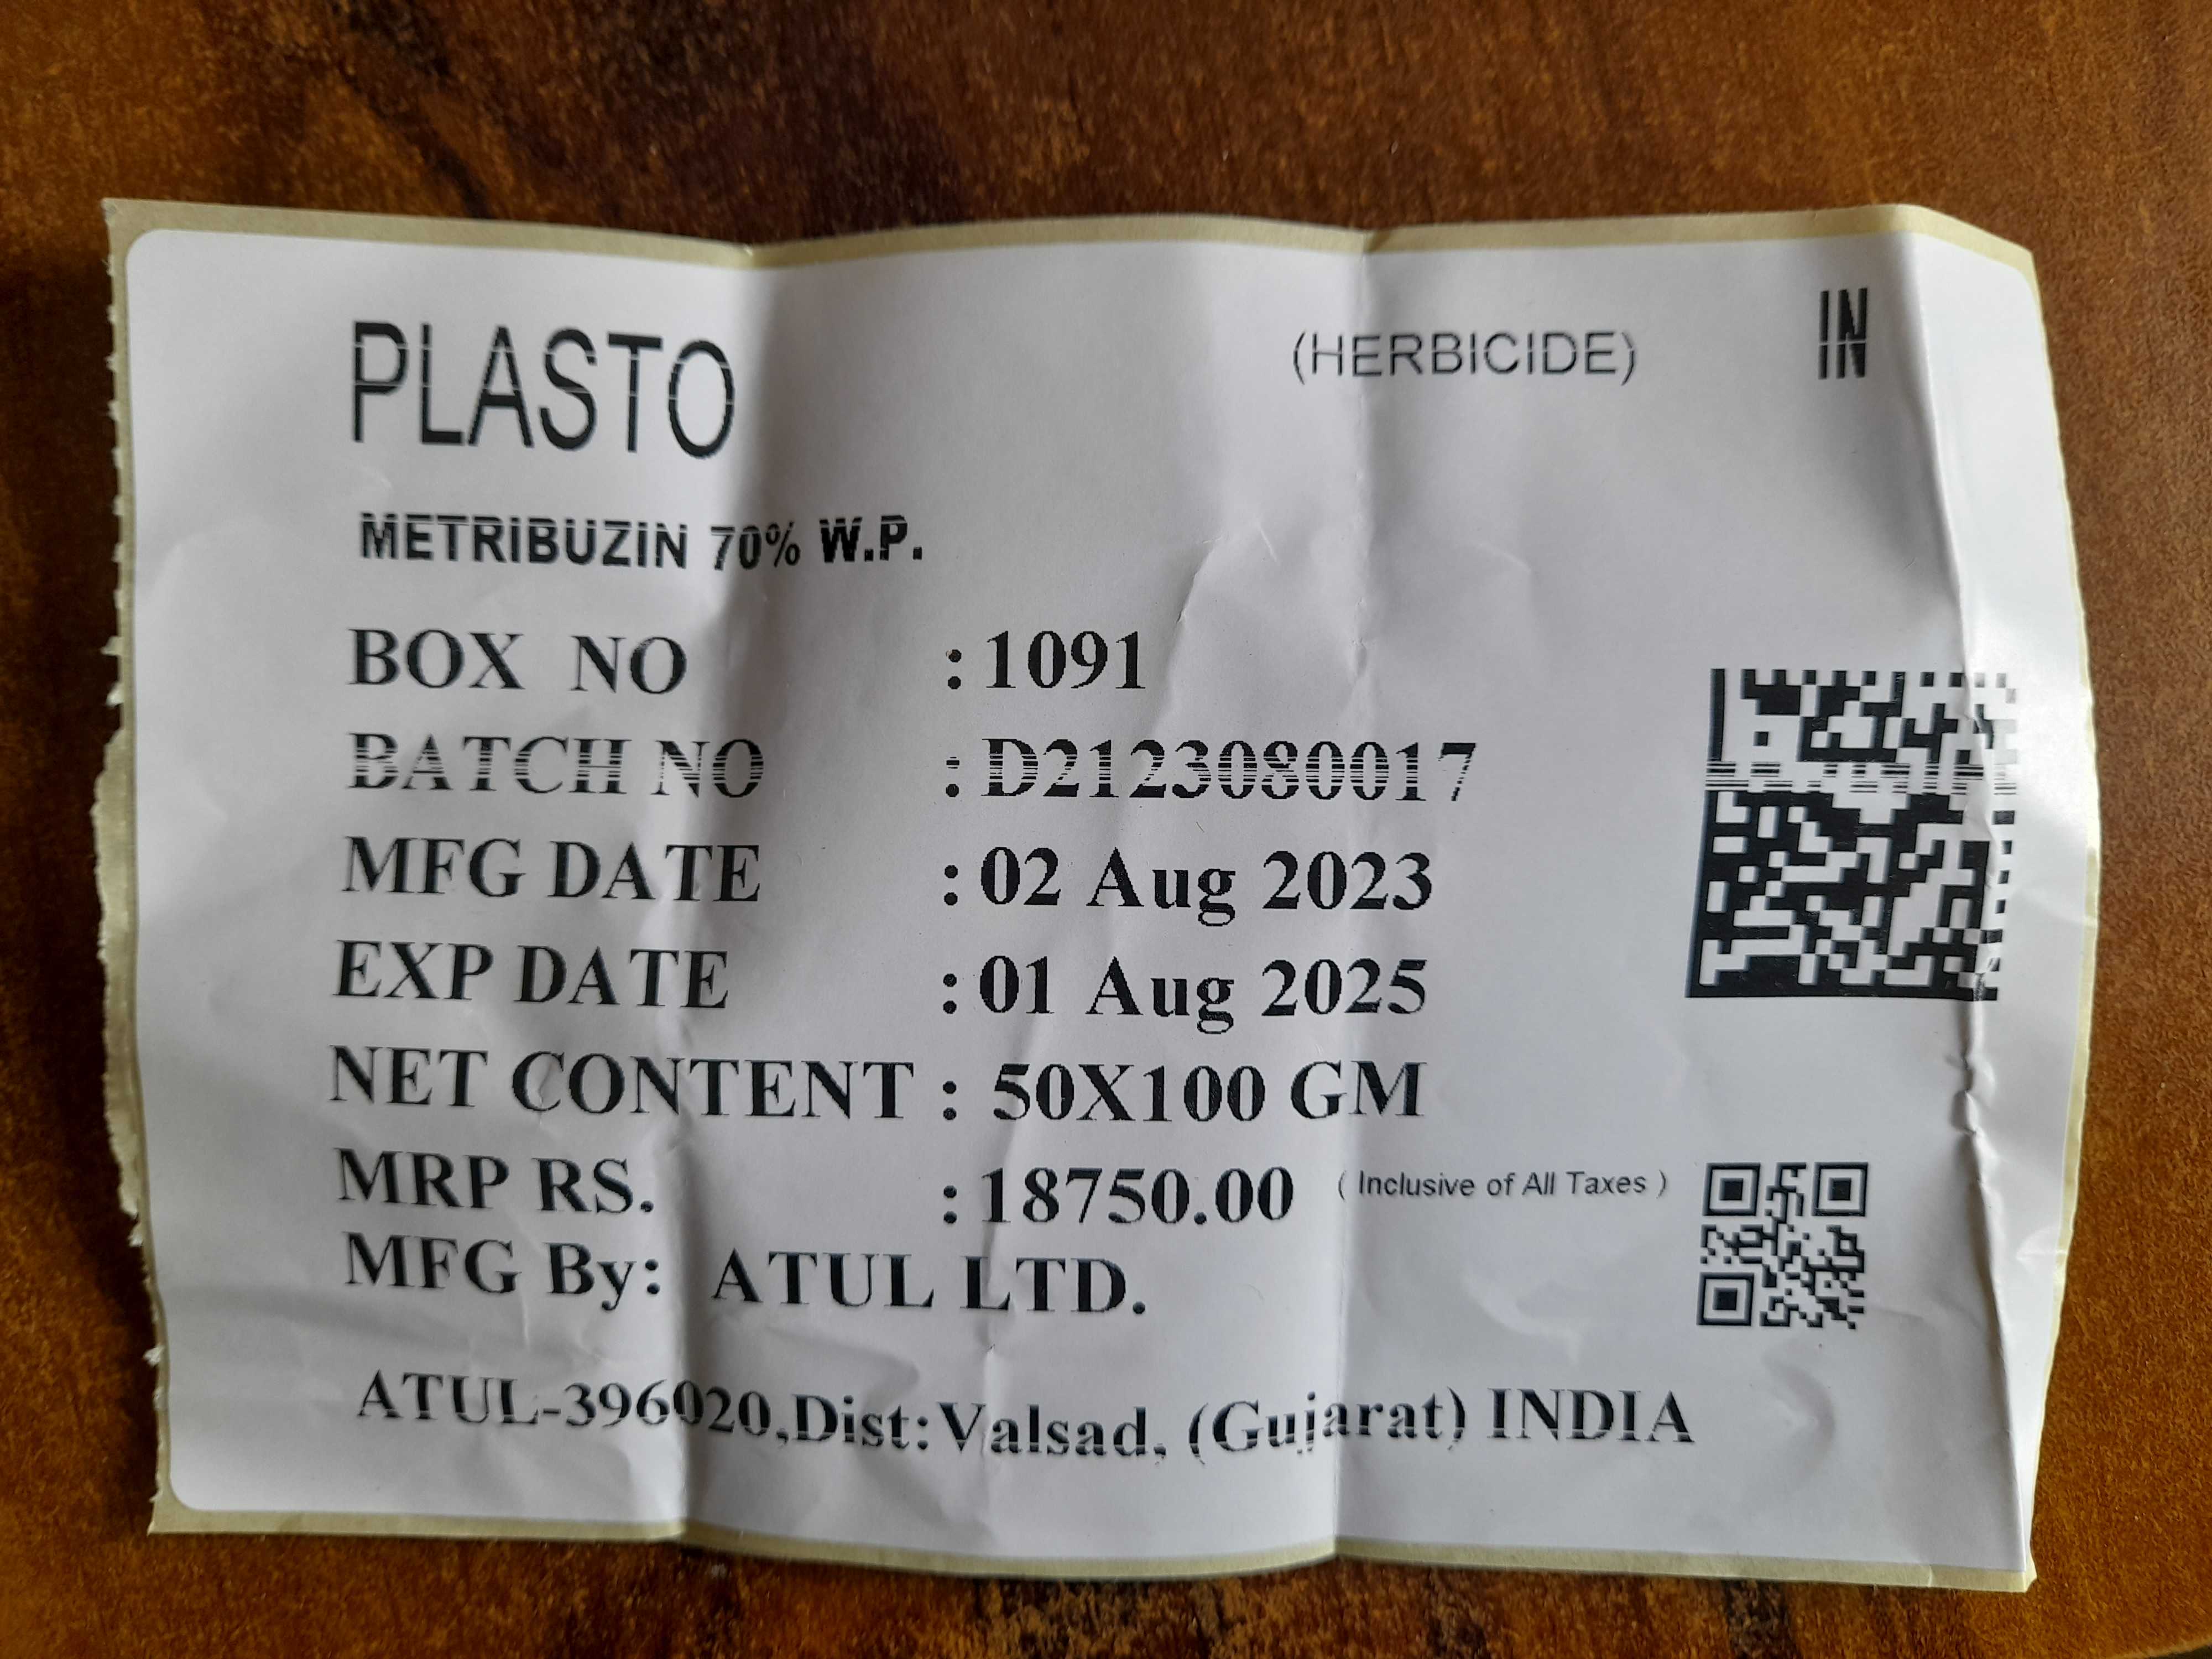 PLASTO (HERBICIDE) IN
METRIBUZIN 70% W.P.
BOX NO : 1091
BATCH NO : D2123080017
MFG DATE : 02 Aug 2023
EXP DATE : 01 Aug 2025
NET CONTENT : 50X100 GM
MRP RS. : 18750.00 ( Inclusive of All Taxes )
MFG By: ATUL LTD.
ATUL-396020,Dist:Valsad, (Gujarat) INDIA